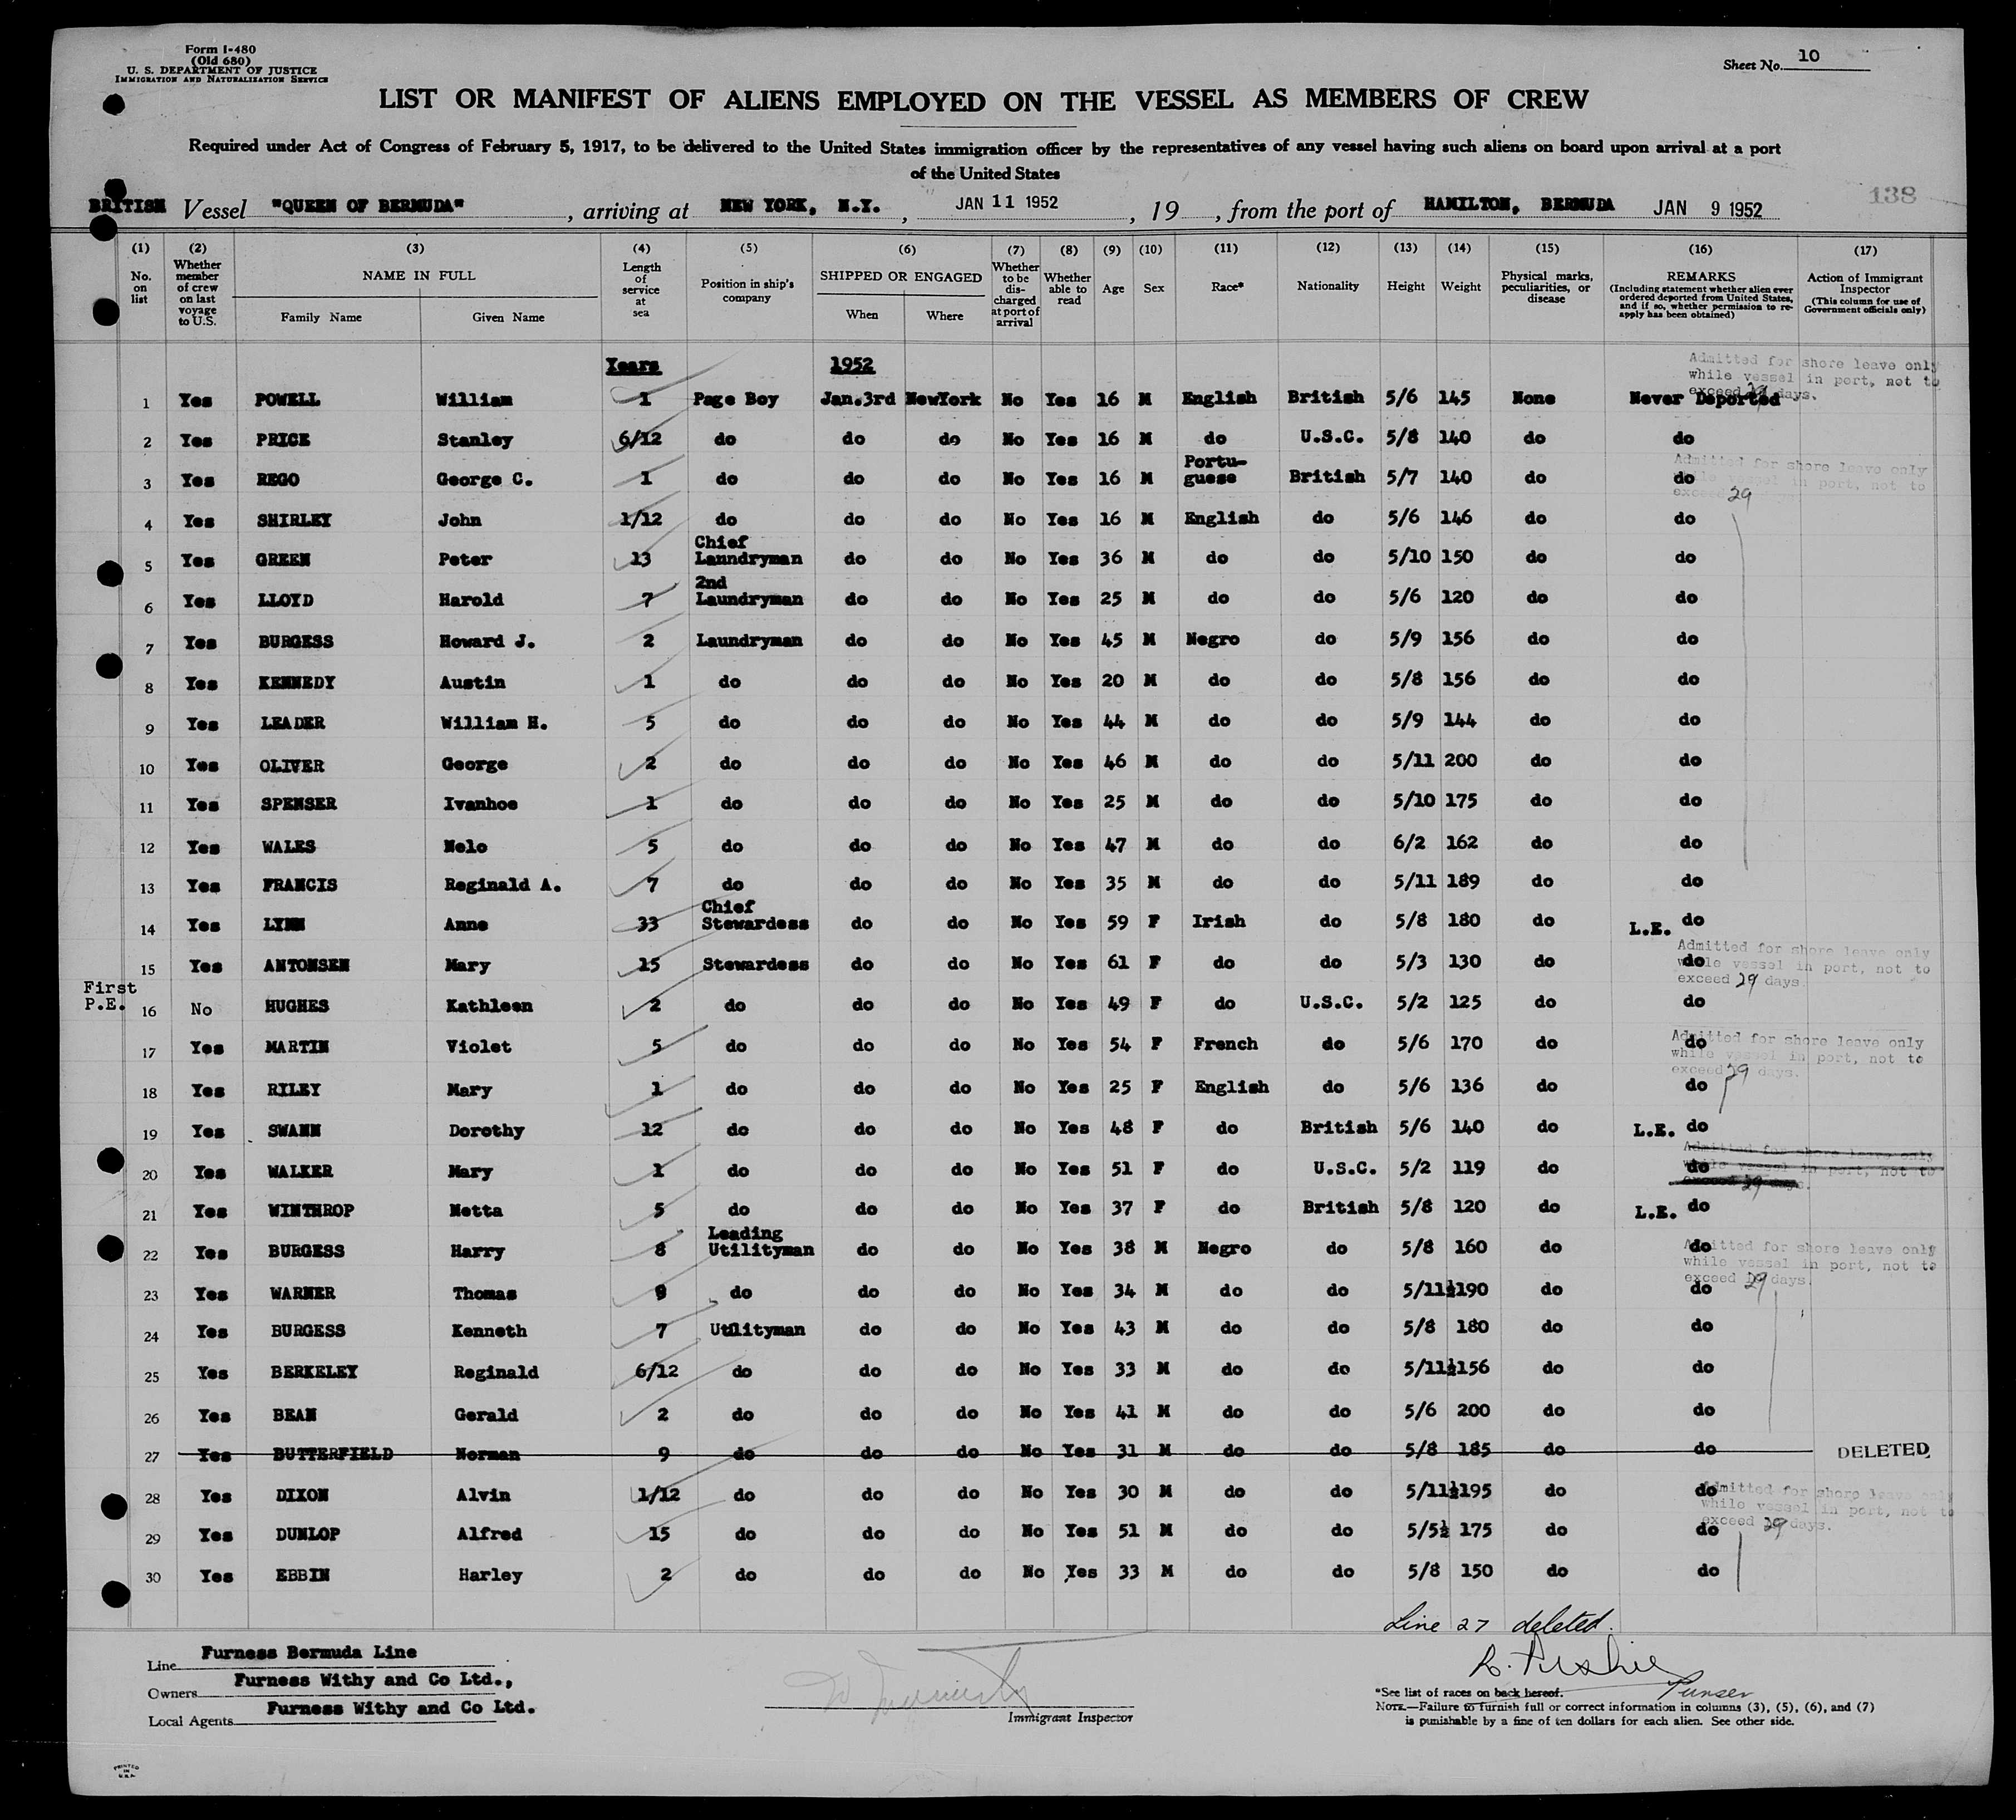 Form I-480
(Old 680)
U. S. DEPARTMENT OF JUSTICE
IMMIGRATION AND NATURALIZATION SERVICE
Sheet No. 10
LIST OR MANIFEST OF ALIENS EMPLOYED ON THE VESSEL AS MEMBERS OF CREW
Required under Act of Congress of February 5, 1917, to be delivered to the United States immigration officer by the representatives of any vessel having such aliens on board upon arrival at a port
of the United States
138
BRITISH Vessel "QUEEN OF BERMUDA" , arriving at NEW YORK, N.Y. , JAN 11 1952 , 19 , from the port of HAMILTON, BERMUDA JAN 9 1952
(1) No. on list
(2) Whether member of crew on last voyage to U.S.
(3) NAME IN FULL
Family Name
Given Name
(4) Length of service at sea
(5) Position in ship's company
(6) SHIPPED OR ENGAGED
When
Where
(7) Whether to be discharged at port of arrival
(8) Whether able to read
(9) Age
(10) Sex
(11) Race*
(12) Nationality
(13) Height
(14) Weight
(15) Physical marks, peculiarities, or disease
(16) REMARKS (Including statement whether alien ever ordered deported from United States, and if so, whether permission to re-apply has been obtained)
(17) Action of Immigrant Inspector (This column for use of Government officials only)
Years 1952
Admitted for shore leave only
while vessel in port, not to
exceed 29 days.
1 Yes POWELL William 1 Page Boy Jan.3rd NewYork No Yes 16 M English British 5/6 145 None Never Deported
2 Yes PRICE Stanley 6/12 do do do No Yes 16 M do U.S.C. 5/8 140 do do
Admitted for shore leave only
while vessel in port, not to
exceed 29
3 Yes REGO George C. 1 do do do No Yes 16 M Portu-guese British 5/7 140 do do
4 Yes SHIRLEY John 1/12 do do do No Yes 16 M English do 5/6 146 do do
5 Yes GREEN Peter 13 Chief Laundryman do do No Yes 36 M do do 5/10 150 do do
6 Yes LLOYD Harold 7 2nd Laundryman do do No Yes 25 M do do 5/6 120 do do
7 Yes BURGESS Howard J. 2 Laundryman do do No Yes 45 M Negro do 5/9 156 do do
8 Yes KENNEDY Austin 1 do do do No Yes 20 M do do 5/8 156 do do
9 Yes LEADER William H. 5 do do do No Yes 44 M do do 5/9 144 do do
10 Yes OLIVER George 2 do do do No Yes 46 M do do 5/11 200 do do
11 Yes SPENSER Ivanhoe 1 do do do No Yes 25 M do do 5/10 175 do do
12 Yes WALES Melo 5 do do do No Yes 47 M do do 6/2 162 do do
13 Yes FRANCIS Reginald A. 7 do do do No Yes 35 M do do 5/11 189 do do
14 Yes LYNN Anne 33 Chief Stewardess do do No Yes 59 F Irish do 5/8 180 do L.E. do
15 Yes ANTONSEN Mary 15 Stewardess do do No Yes 61 F do do 5/3 130 do do
Admitted for shore leave only
while vessel in port, not to
exceed 29 days.
First P.E. 16 No HUGHES Kathleen 2 do do do No Yes 49 F do U.S.C. 5/2 125 do do
17 Yes MARTIN Violet 5 do do do No Yes 54 F French do 5/6 170 do do
Admitted for shore leave only
while vessel in port, not to
exceed 29 days.
18 Yes RILEY Mary 1 do do do No Yes 25 F English do 5/6 136 do do
19 Yes SWANN Dorothy 12 do do do No Yes 48 F do British 5/6 140 do L.E. do
Admitted for shore leave only
while vessel in port, not to
exceed 29 days.
20 Yes WALKER Mary 1 do do do No Yes 51 F do U.S.C. 5/2 119 do do
21 Yes WINTHROP Netta 5 do do do No Yes 37 F do British 5/8 120 do L.E. do
22 Yes BURGESS Harry 8 Leading Utilityman do do No Yes 38 M Negro do 5/8 160 do do
Admitted for shore leave only
while vessel in port, not to
exceed 29 days.
23 Yes WARNER Thomas 9 do do do No Yes 34 M do do 5/11½ 190 do do
24 Yes BURGESS Kenneth 7 Utilityman do do No Yes 43 M do do 5/8 180 do do
25 Yes BERKELEY Reginald 6/12 do do do No Yes 33 M do do 5/11½ 156 do do
26 Yes BEAN Gerald 2 do do do No Yes 41 M do do 5/6 200 do do
27 Yes BUTTERFIELD Norman 9 do do do No Yes 31 M do do 5/8 185 do do DELETED
28 Yes DIXON Alvin 1/12 do do do No Yes 30 M do do 5/11½ 195 do do
Admitted for shore leave only
while vessel in port, not to
exceed 29 days.
29 Yes DUNLOP Alfred 15 do do do No Yes 51 M do do 5/5½ 175 do do
30 Yes EBBIN Harley 2 do do do No Yes 33 M do do 5/8 150 do do
Line 27 deleted.
Purser
Line Furness Bermuda Line
Owners Furness Withy and Co Ltd.,
Local Agents Furness Withy and Co Ltd.
Immigrant Inspector
*See list of races on back hereof.
NOTE.—Failure to furnish full or correct information in columns (3), (5), (6), and (7)
is punishable by a fine of ten dollars for each alien. See other side.
PRINTED
IN
U.S.A.